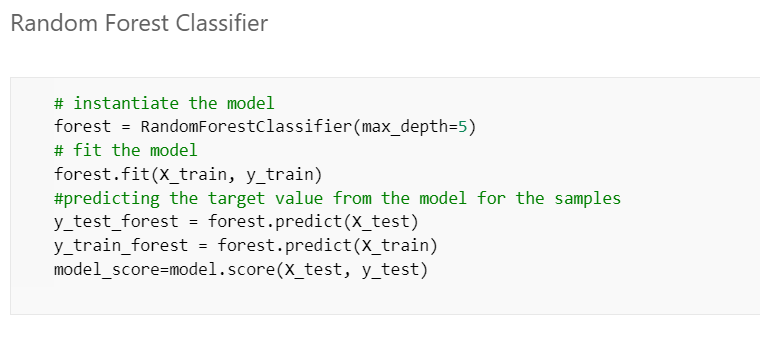 Random Forest Classifier
# instantiate the model
forest = RandomForestClassifier(max_depth=5)
# fit the model
forest.fit(X_train, y_train)
#predicting the target value from the model for the samples
y_test_forest = forest.predict(X_test)
y_train_forest = forest.predict(X_train)
model_score=model.score(X_test, y_test)